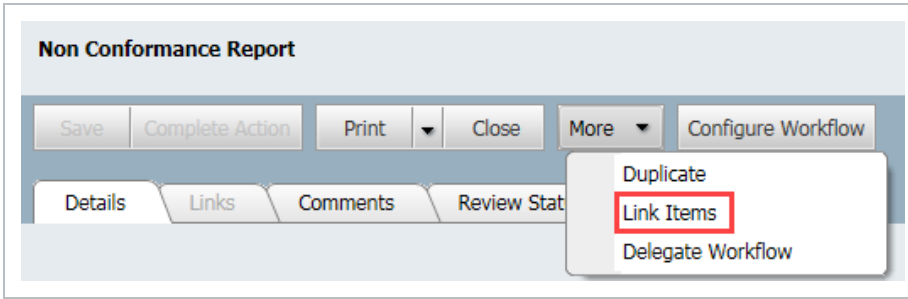 Non Conformance Report
Save Complete Action Print Close More Configure Workflow
Duplicate
Details Links Comments Review Stat
Link Items
Delegate Workflow